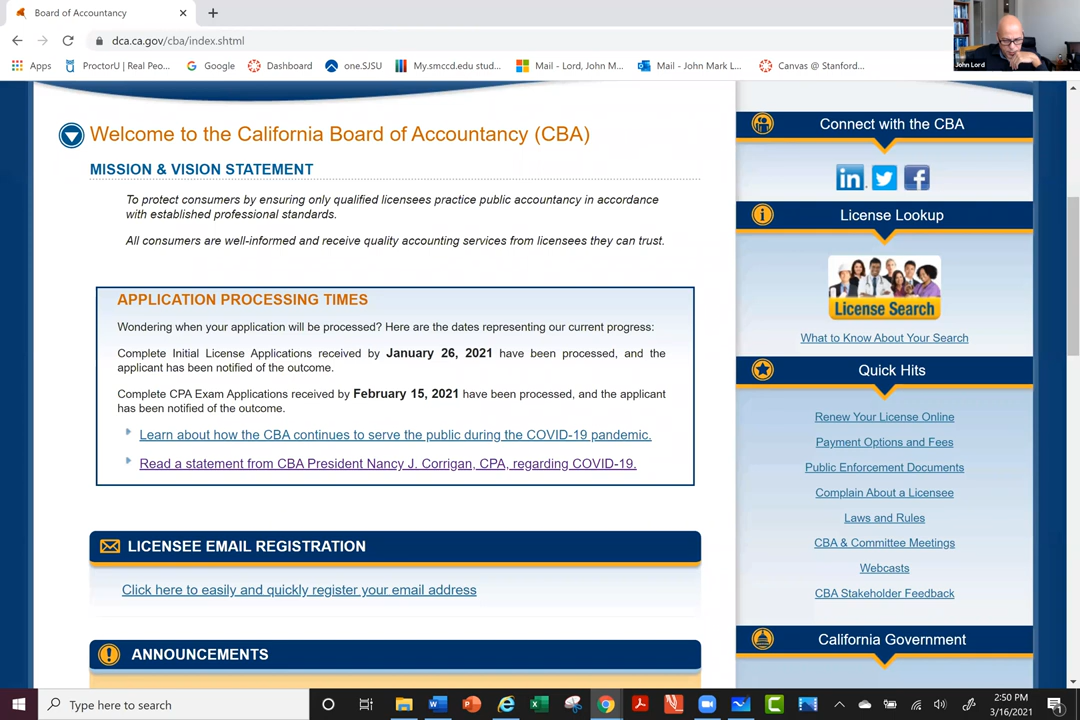 Board of Accountancy
dca.ca.gov/cba/index.shtml
Apps
ProctorU | Real Peo...
Google
Dashboard
one.SJSU
My.smccd.edu stud...
Mail - Lord, John M...
Mail - John Mark L...
Canvas @ Stanford...
John Lord
Welcome to the California Board of Accountancy (CBA)
MISSION & VISION STATEMENT
To protect consumers by ensuring only qualified licensees practice public accountancy in accordance
with established professional standards.
All consumers are well-informed and receive quality accounting services from licensees they can trust.
APPLICATION PROCESSING TIMES
Wondering when your application will be processed? Here are the dates representing our current progress:
Complete Initial License Applications received by January 26, 2021 have been processed, and the
applicant has been notified of the outcome.
Complete CPA Exam Applications received by February 15, 2021 have been processed, and the applicant
has been notified of the outcome.
Learn about how the CBA continues to serve the public during the COVID-19 pandemic.
Read a statement from CBA President Nancy J. Corrigan, CPA, regarding COVID-19.
LICENSEE EMAIL REGISTRATION
Click here to easily and quickly register your email address
ANNOUNCEMENTS
Connect with the CBA
in
License Lookup
License Search
What to Know About Your Search
Quick Hits
Renew Your License Online
Payment Options and Fees
Public Enforcement Documents
Complain About a Licensee
Laws and Rules
CBA & Committee Meetings
Webcasts
CBA Stakeholder Feedback
California Government
Type here to search
2:50 PM
3/16/2021